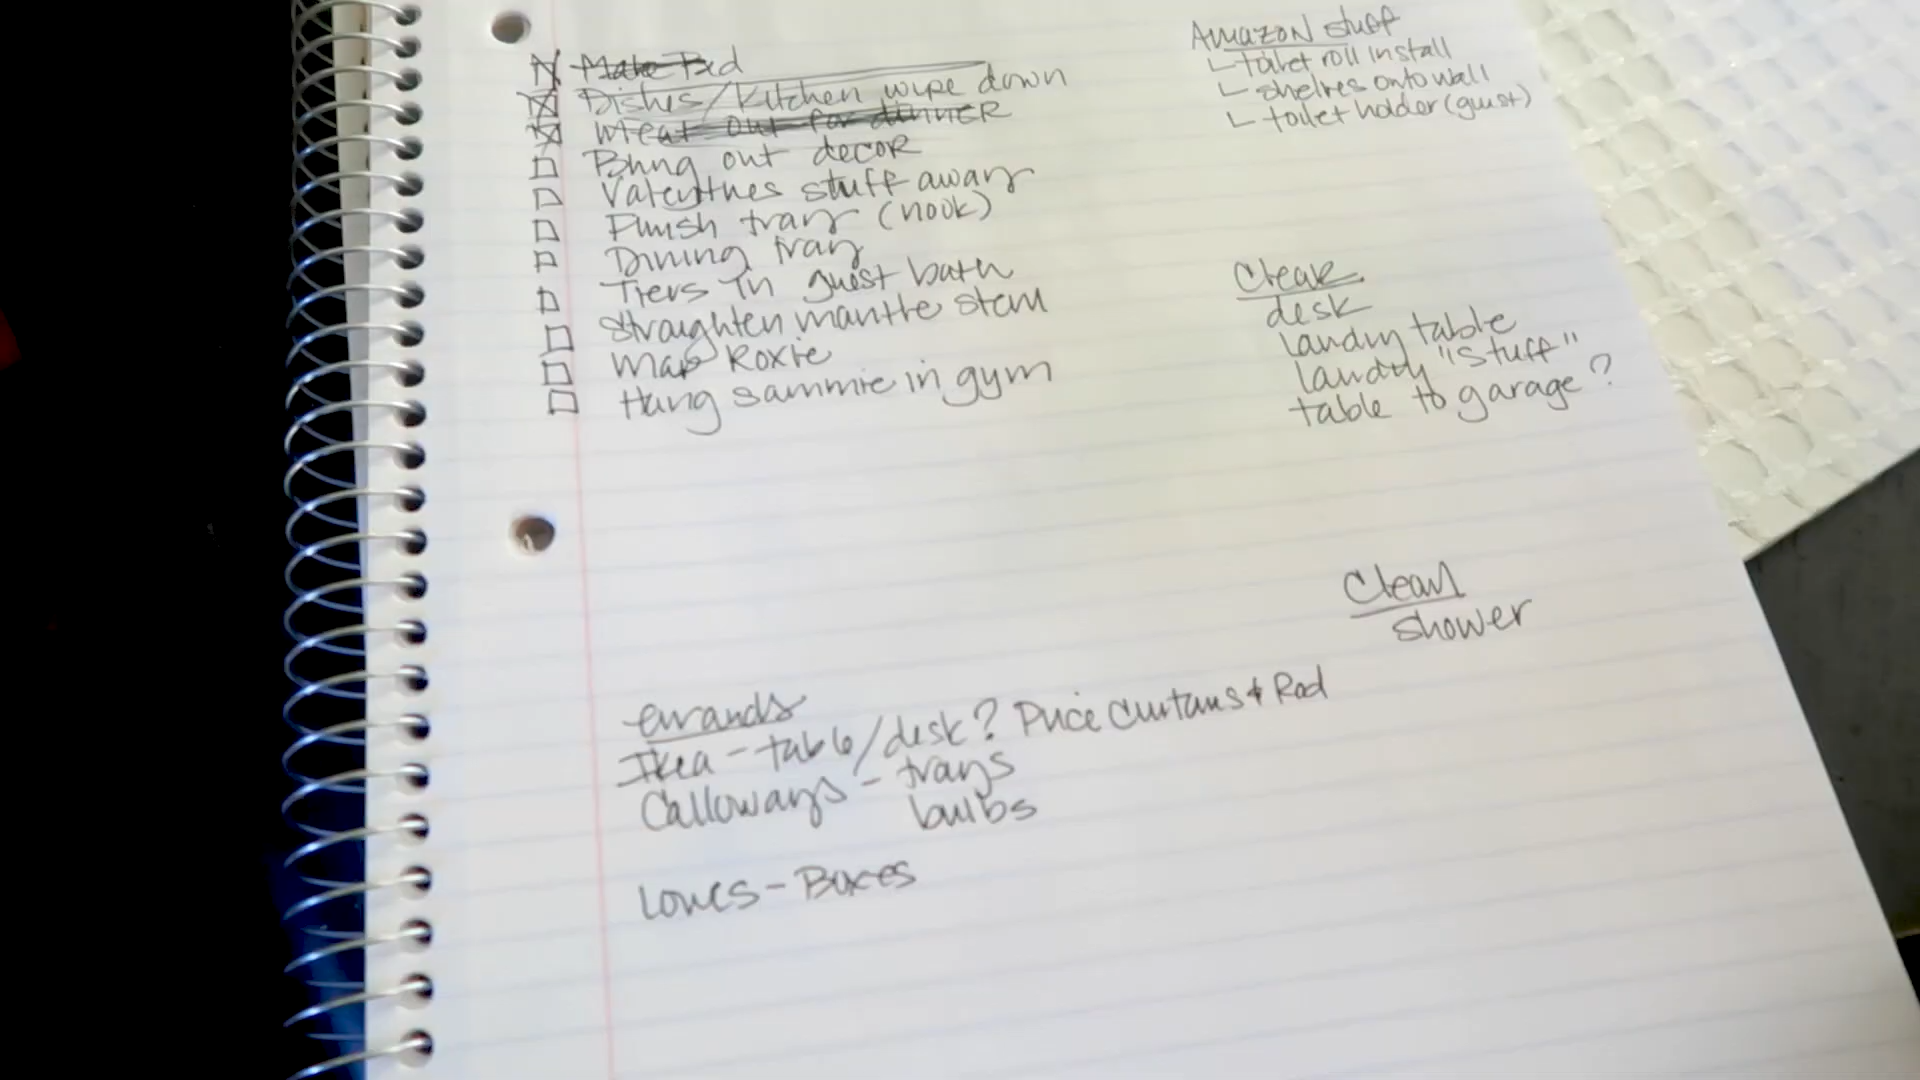 Make Bed
Dishes/Kitchen wipe down
Meat out for dinner
Bring out decor
Valentines stuff away
Finish tray (nook)
Dining tray
Tiers in guest bath
Straighten mantle stem
Map Roxie
Hang sammie in gym
Amazon stuff
toilet roll install
shelves onto wall
toilet holder (guest)
Clear
desk
laundry table
laundry "stuff"
table to garage?
Clean
shower
errands
Ikea - table/desk? Price Curtains & Rod
Calloways - trays
bulbs
Lowes - Boxes